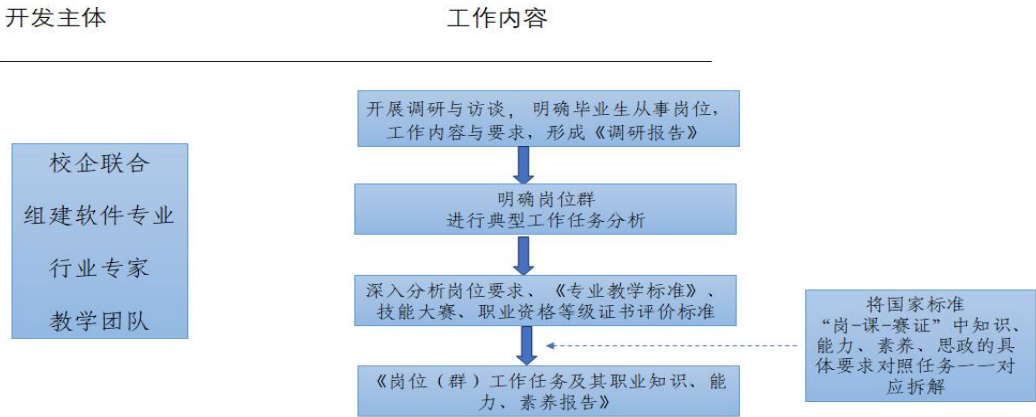 开发主体
工作内容
校企联合
组建软件专业
行业专家
教学团队
开展调研与访谈，明确毕业生从事岗位，
工作内容与要求，形成《调研报告》
明确岗位群
进行典型工作任务分析
深入分析岗位要求、《专业教学标准》、
技能大赛、职业资格等级证书评价标准
《岗位（群）工作任务及其职业知识、能
力、素养报告》
将国家标准
“岗-课-赛证”中知识、
能力、素养、思政的具
体要求对照任务一一对
应拆解